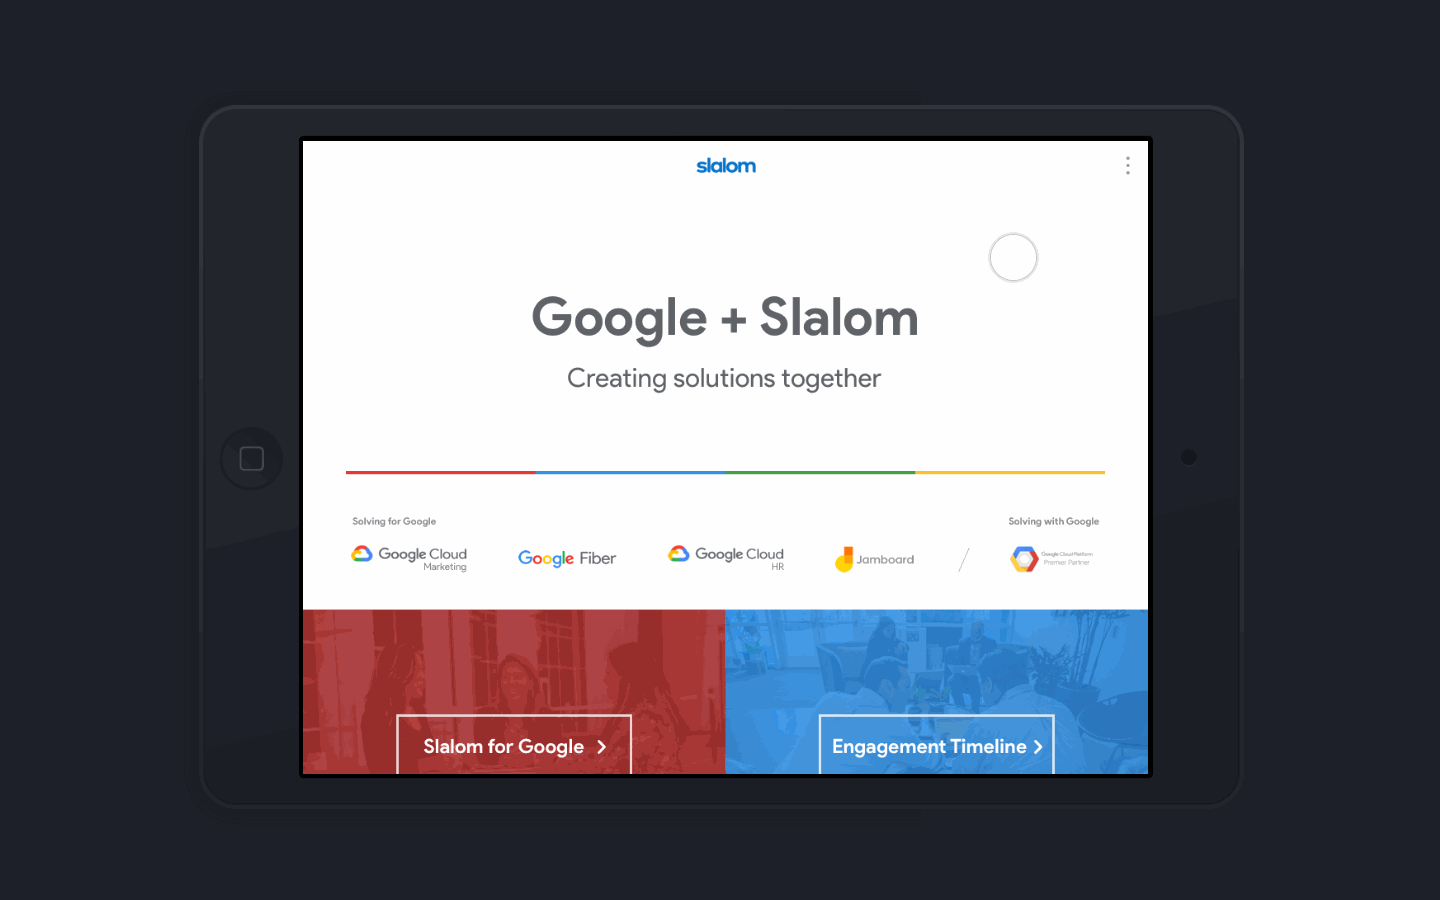 slalom
Google + Slalom
Creating solutions together
Solving for Google
Solving with Google
Google Cloud
Marketing
Google Fiber
Google Cloud
HR
Jamboard
Google Cloud Platform
Premier Partner
Slalom for Google
Engagement Timeline